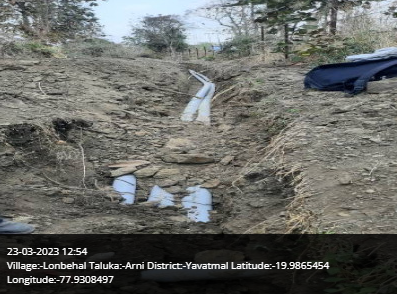 23-03-2023 12:54
Village:-Lonbehal Taluka:-Arni District:-Yavatmal Latitude:-19.9865454
Longitude:-77.9308497